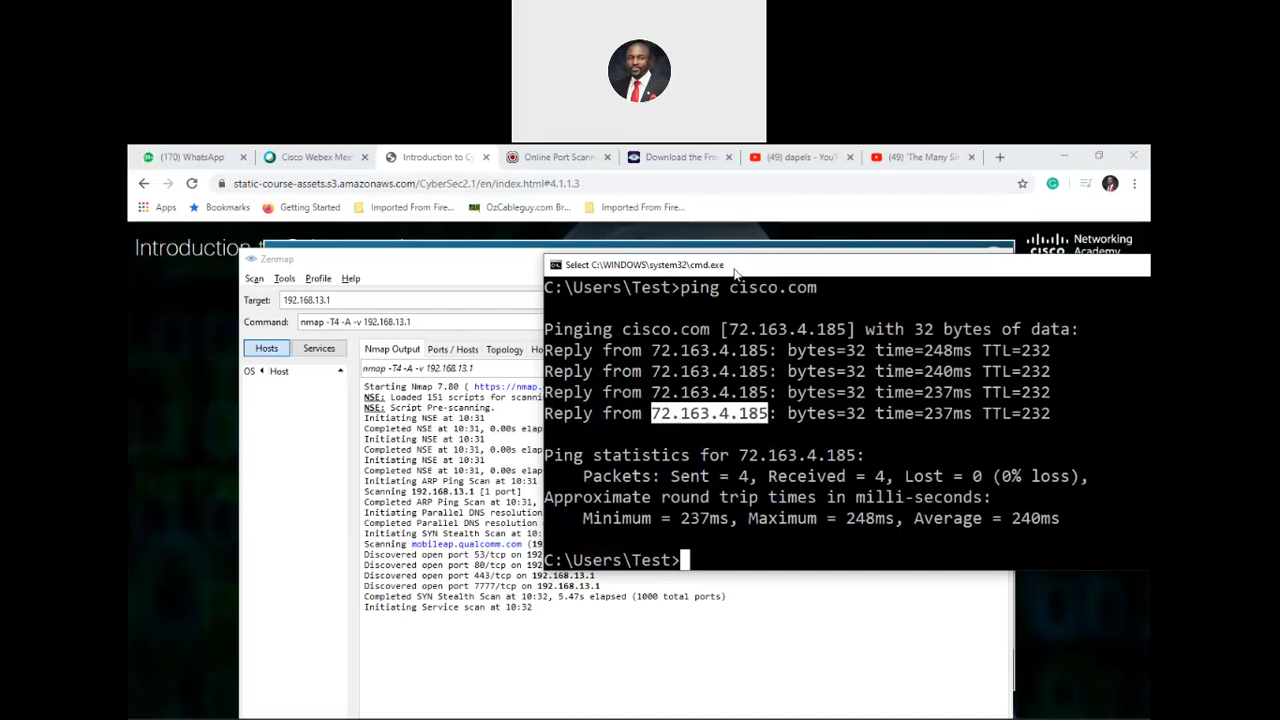 (170) WhatsApp
Cisco Webex Mee
Introduction to Cy
Online Port Scann
Download the Fre
(49) dapels - YouT
(49) 'The Many Sir
static-course-assets.s3.amazonaws.com/CyberSec2.1/en/index.html#4.1.1.3
Apps
Bookmarks
Getting Started
Imported From Fire...
OzCableguy.com Br...
Imported From Fire...
Introduction
Networking
CISCO Academy
Zenmap
Scan Tools Profile Help
Target: 192.168.13.1
Command: nmap -T4 -A -v 192.168.13.1
Hosts Services
Nmap Output Ports / Hosts Topology Ho
OS Host
nmap -T4 -A -v 192.168.13.1
Starting Nmap 7.80 ( https://nmap.
NSE: Loaded 151 scripts for scannin
NSE: Script Pre-scanning.
Initiating NSE at 10:31
Completed NSE at 10:31, 0.00s elap
Initiating NSE at 10:31
Completed NSE at 10:31, 0.00s elap
Initiating NSE at 10:31
Completed NSE at 10:31, 0.00s elap
Initiating ARP Ping Scan at 10:31
Scanning 192.168.13.1 [1 port]
Completed ARP Ping Scan at 10:31,
Initiating Parallel DNS resolution
Completed Parallel DNS resolution
Initiating SYN Stealth Scan at 10:3
Scanning mobileap.qualcomm.com (19
Discovered open port 53/tcp on 192
Discovered open port 80/tcp on 192
Discovered open port 443/tcp on 192.168.13.1
Discovered open port 7777/tcp on 192.168.13.1
Completed SYN Stealth Scan at 10:32, 5.47s elapsed (1000 total ports)
Initiating Service scan at 10:32
Select C:\WINDOWS\system32\cmd.exe
C:\Users\Test>ping cisco.com
Pinging cisco.com [72.163.4.185] with 32 bytes of data:
Reply from 72.163.4.185: bytes=32 time=248ms TTL=232
Reply from 72.163.4.185: bytes=32 time=240ms TTL=232
Reply from 72.163.4.185: bytes=32 time=237ms TTL=232
Reply from 72.163.4.185: bytes=32 time=237ms TTL=232
Ping statistics for 72.163.4.185:
Packets: Sent = 4, Received = 4, Lost = 0 (0% loss),
Approximate round trip times in milli-seconds:
Minimum = 237ms, Maximum = 248ms, Average = 240ms
C:\Users\Test>